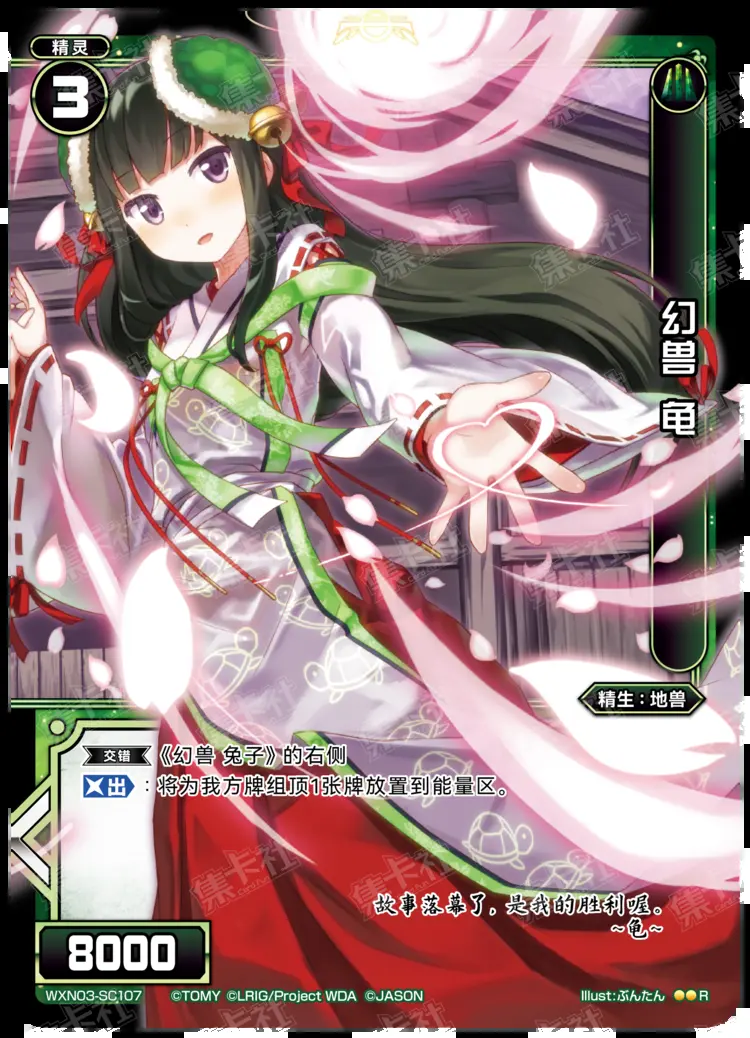 精灵
3
幻兽 龟
精生：地兽
交错 《幻兽 兔子》的右侧
出 ：将为我方牌组顶1张牌放置到能量区。
故事落幕了，是我的胜利喔。
~龟~
8000
WXN03-SC107 ©TOMY ©LRIG/Project WDA ©JASON Illust:ぶんたん R
集卡社